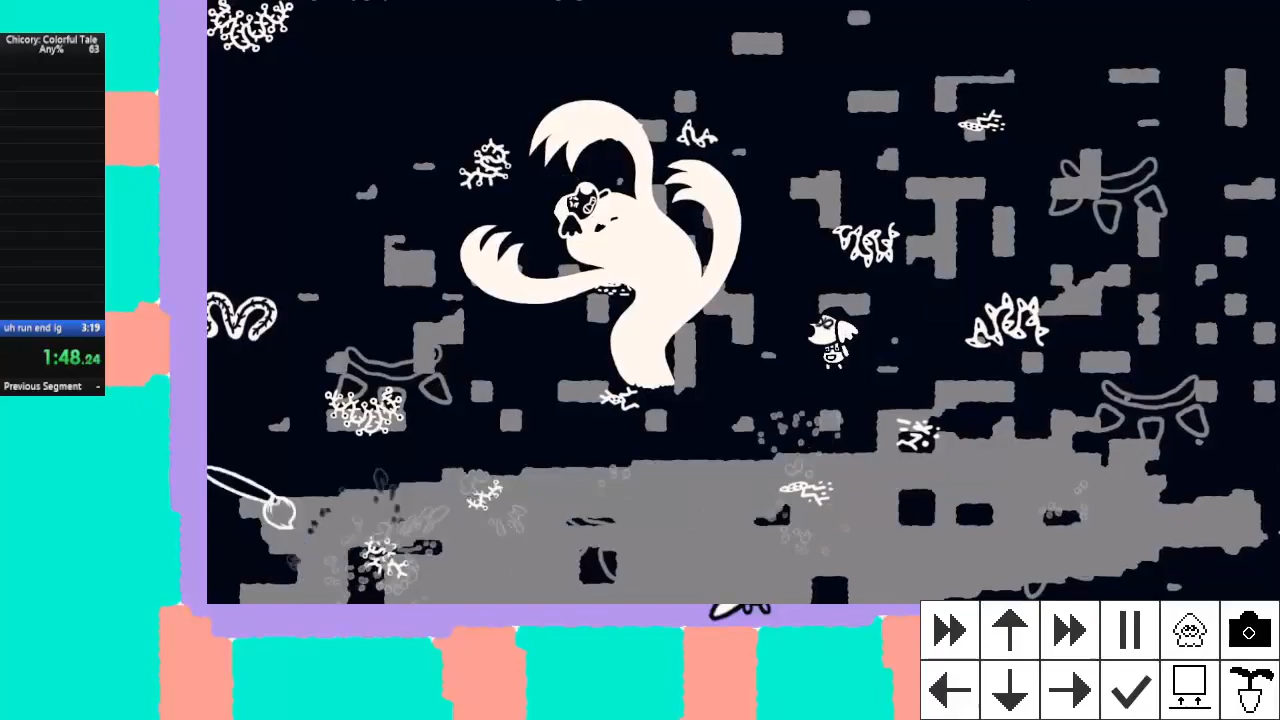 Chicory: Colorful Tale
Any% 63
uh run end ig 3:19
1:48.24
Previous Segment -